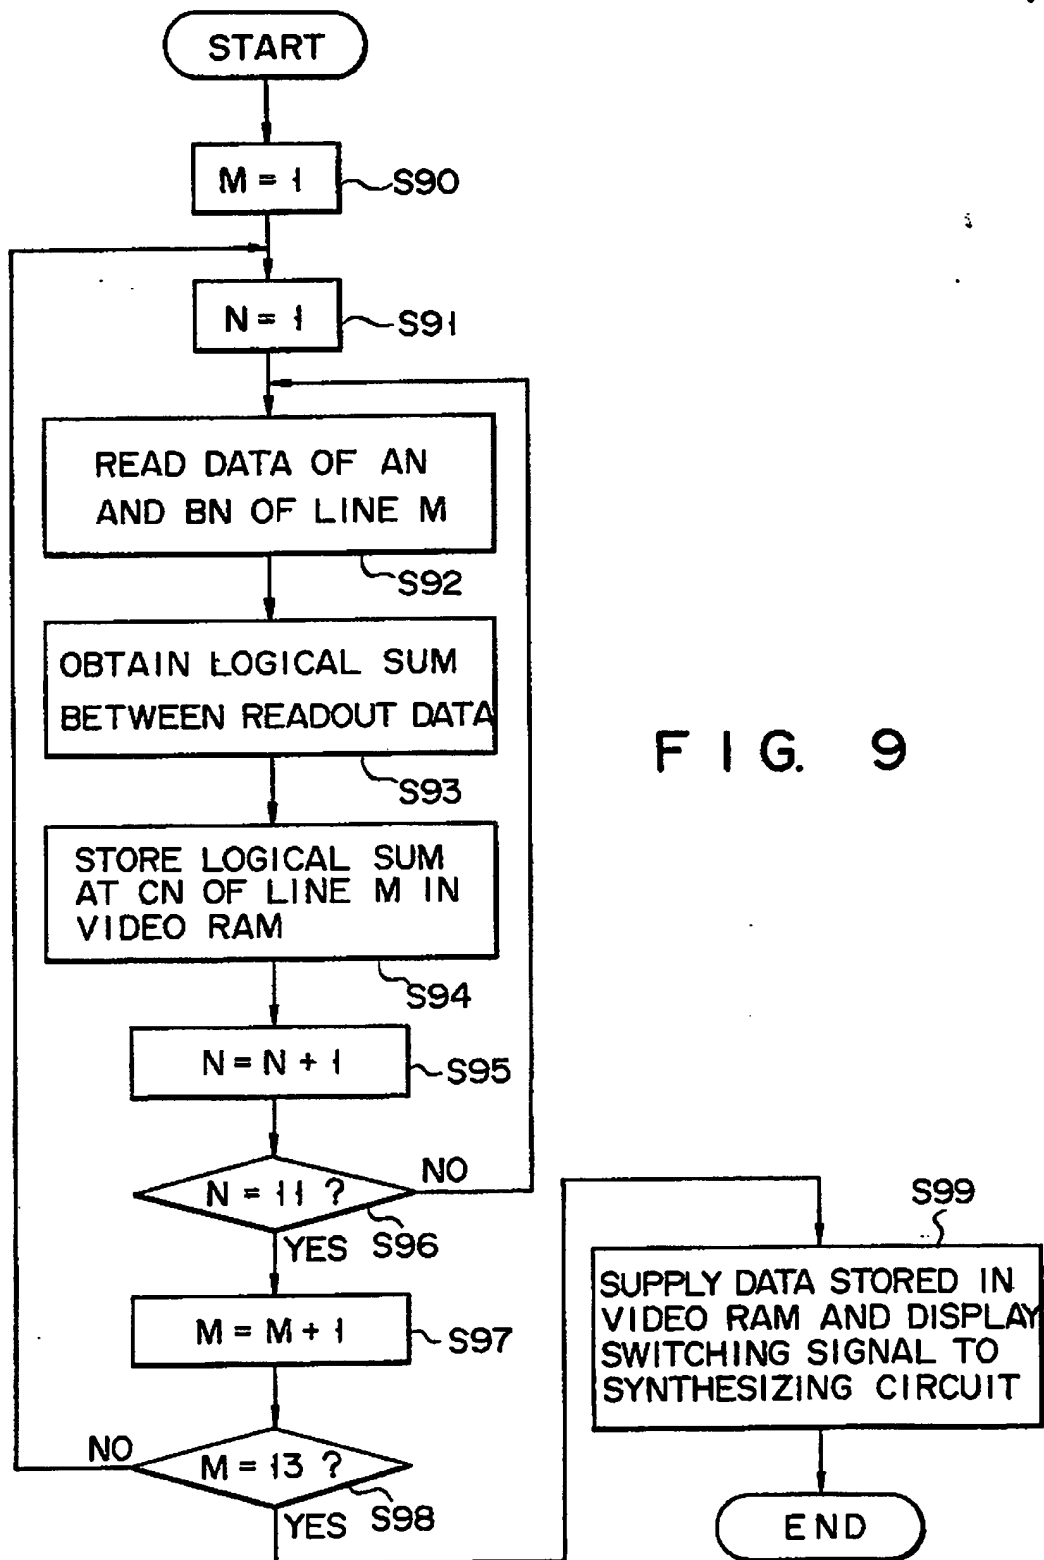 START
M = 1
S90
N = 1
S91
READ DATA OF AN
AND BN OF LINE M
S92
OBTAIN LOGICAL SUM
BETWEEN READOUT DATA
S93
FIG. 9
STORE LOGICAL SUM
AT CN OF LINE M IN
VIDEO RAM
S94
N = N + 1
S95
N = 11 ?
NO
YES
S96
M = M + 1
S97
M = 13 ?
NO
YES
S98
S99
SUPPLY DATA STORED IN
VIDEO RAM AND DISPLAY
SWITCHING SIGNAL TO
SYNTHESIZING CIRCUIT
END